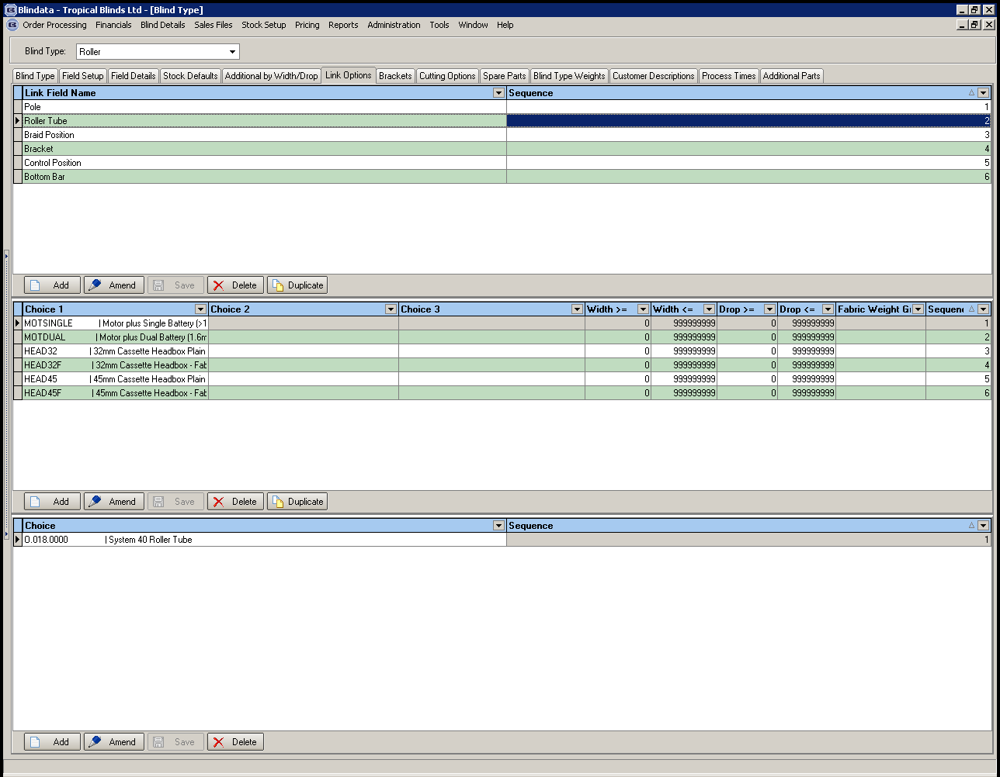 Blindata - Tropical Blinds Ltd - [Blind Type]
Order Processing Financials Blind Details Sales Files Stock Setup Pricing Reports Administration Tools Window Help
Blind Type: Roller
Blind Type Field Setup Field Details Stock Defaults Additional by Width/Drop Link Options Brackets Cutting Options Spare Parts Blind Type Weights Customer Descriptions Process Times Additional Parts
Link Field Name Sequence
Pole 1
Roller Tube 2
Braid Position 3
Bracket 4
Control Position 5
Bottom Bar 6
Add Amend Save Delete Duplicate
Choice 1 Choice 2 Choice 3 Width >= Width <= Drop >= Drop <= Fabric Weight Gr Sequenc
MOTSINGLE | Motor plus Single Battery (>1 0 999999999 0 999999999 1
MOTDUAL | Motor plus Dual Battery (1.6m 0 999999999 0 999999999 2
HEAD32 | 32mm Cassette Headbox Plain 0 999999999 0 999999999 3
HEAD32F | 32mm Cassette Headbox - Fab 0 999999999 0 999999999 4
HEAD45 | 45mm Cassette Headbox Plain 0 999999999 0 999999999 5
HEAD45F | 45mm Cassette Headbox - Fab 0 999999999 0 999999999 6
Add Amend Save Delete Duplicate
Choice Sequence
0.018.0000 | System 40 Roller Tube 1
Add Amend Save Delete